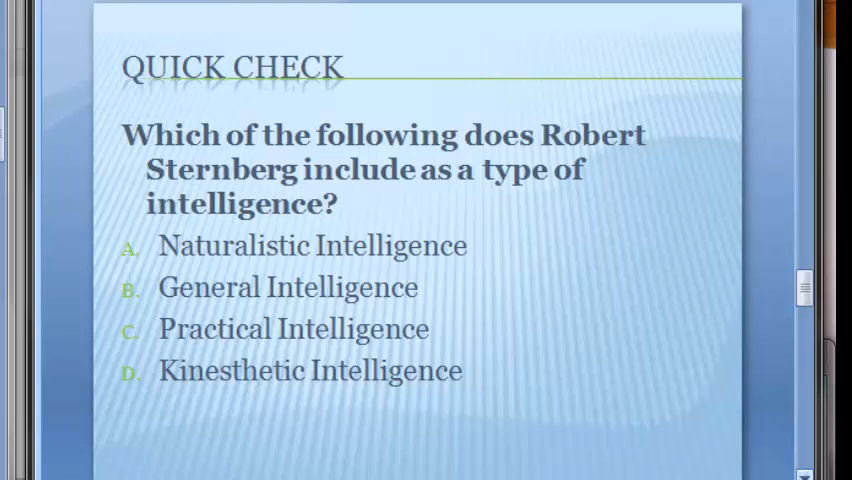 QUICK CHECK
Which of the following does Robert
Sternberg include as a type of
intelligence?
A. Naturalistic Intelligence
B. General Intelligence
C. Practical Intelligence
D. Kinesthetic Intelligence